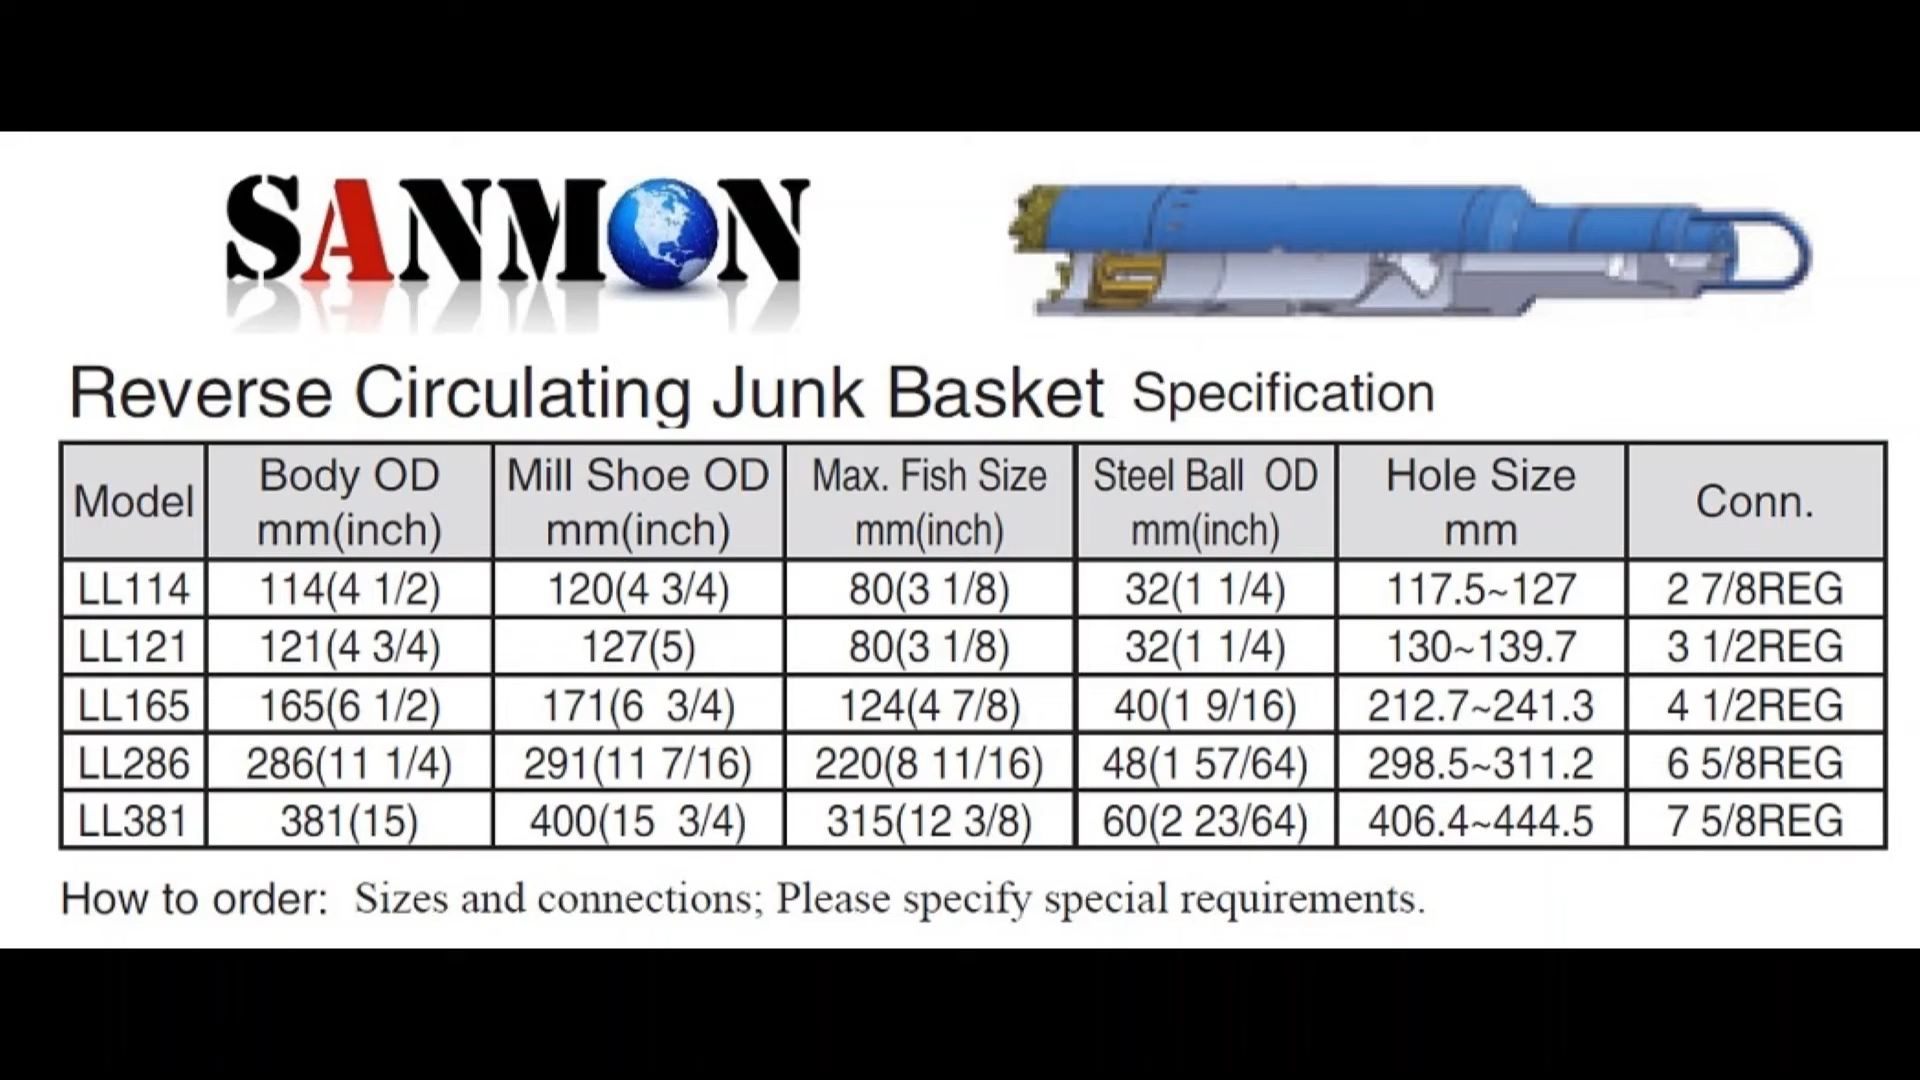 SANMON
Reverse Circulating Junk Basket Specification
Model Body OD mm(inch) Mill Shoe OD mm(inch) Max. Fish Size mm(inch) Steel Ball OD mm(inch) Hole Size mm Conn.
LL114 114(4 1/2) 120(4 3/4) 80(3 1/8) 32(1 1/4) 117.5~127 2 7/8REG
LL121 121(4 3/4) 127(5) 80(3 1/8) 32(1 1/4) 130~139.7 3 1/2REG
LL165 165(6 1/2) 171(6 3/4) 124(4 7/8) 40(1 9/16) 212.7~241.3 4 1/2REG
LL286 286(11 1/4) 291(11 7/16) 220(8 11/16) 48(1 57/64) 298.5~311.2 6 5/8REG
LL381 381(15) 400(15 3/4) 315(12 3/8) 60(2 23/64) 406.4~444.5 7 5/8REG
How to order: Sizes and connections; Please specify special requirements.